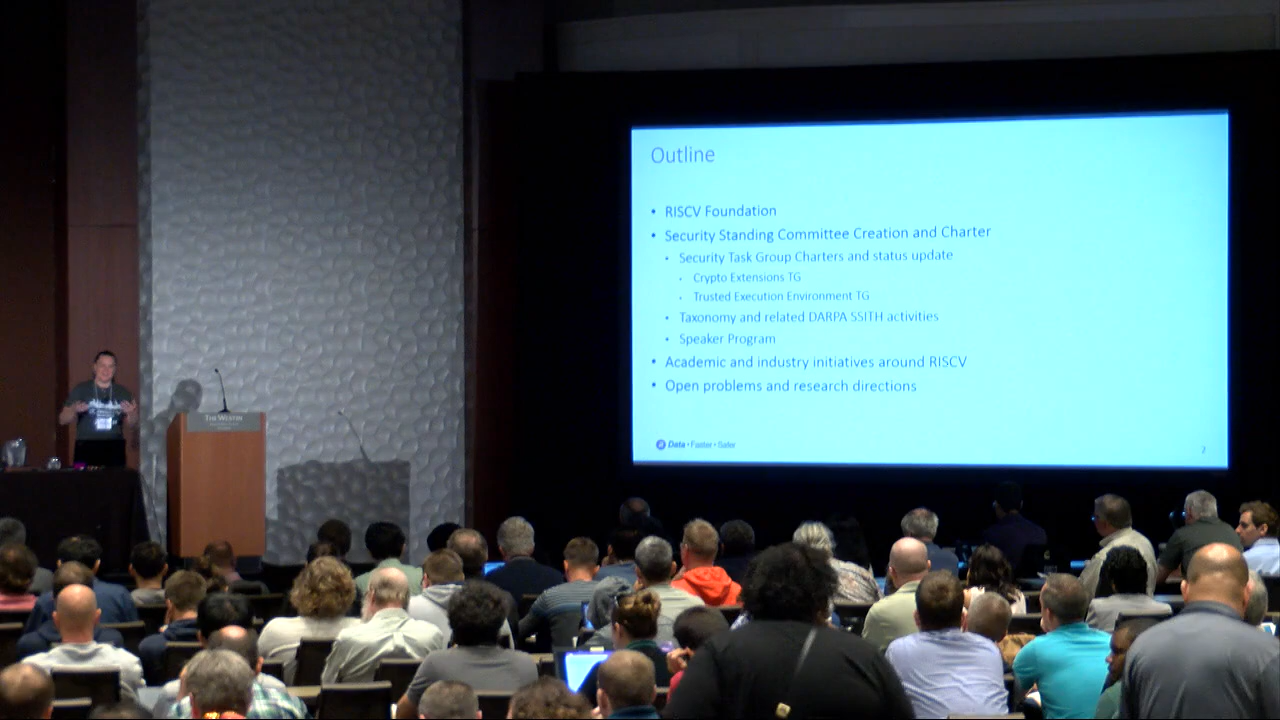 Outline
• RISCV Foundation
• Security Standing Committee Creation and Charter
• Security Task Group Charters and status update
• Crypto Extensions TG
• Trusted Execution Environment TG
• Taxonomy and related DARPA SSITH activities
• Speaker Program
• Academic and industry initiatives around RISCV
• Open problems and research directions
Data • Faster • Safer
THE WESTIN